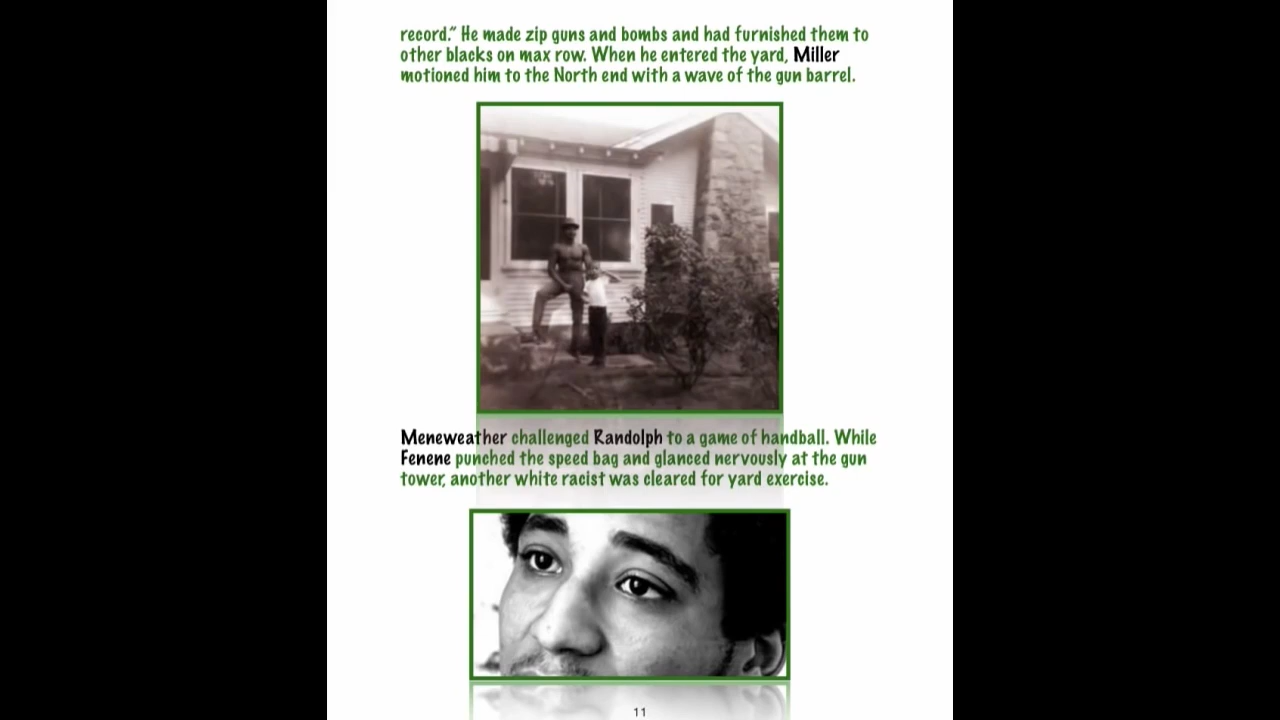 record.” He made zip guns and bombs and had furnished them to
other blacks on max row. When he entered the yard, Miller
motioned him to the North end with a wave of the gun barrel.
Meneweather challenged Randolph to a game of handball. While
Fenene punched the speed bag and glanced nervously at the gun
tower, another white racist was cleared for yard exercise.
11